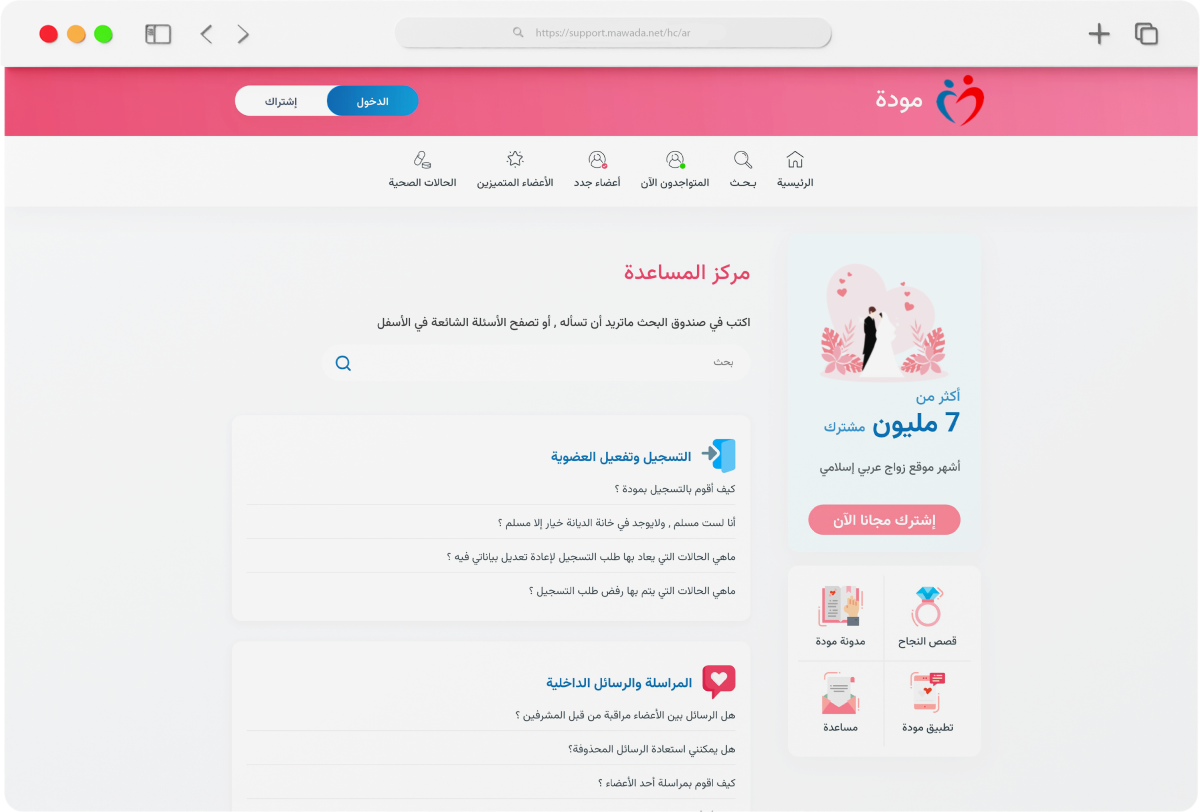 https://support.mawada.net/hc/ar
مودة
الدخول
إشتراك
الرئيسية
بـحـث
المتواجدون الآن
أعضاء جدد
الأعضاء المتميزين
الحالات الصحية
أكثر من
7 مليون مشترك
أشهر موقع زواج عربي إسلامي
إشترك مجانا الآن
قصص النجاح
مدونة مودة
تطبيق مودة
مساعدة
مركز المساعدة
اكتب في صندوق البحث ماتريد أن تسأله , أو تصفح الأسئلة الشائعة في الأسفل
بحث
التسجيل وتفعيل العضوية
كيف أقوم بالتسجيل بمودة ؟
أنا لست مسلم , ولايوجد في خانة الديانة خيار إلا مسلم ؟
ماهي الحالات التي يعاد بها طلب التسجيل لإعادة تعديل بياناتي فيه ؟
ماهي الحالات التي يتم بها رفض طلب التسجيل ؟
المراسلة والرسائل الداخلية
هل الرسائل بين الأعضاء مراقبة من قبل المشرفين ؟
هل يمكنني استعادة الرسائل المحذوفة؟
كيف اقوم بمراسلة أحد الأعضاء ؟